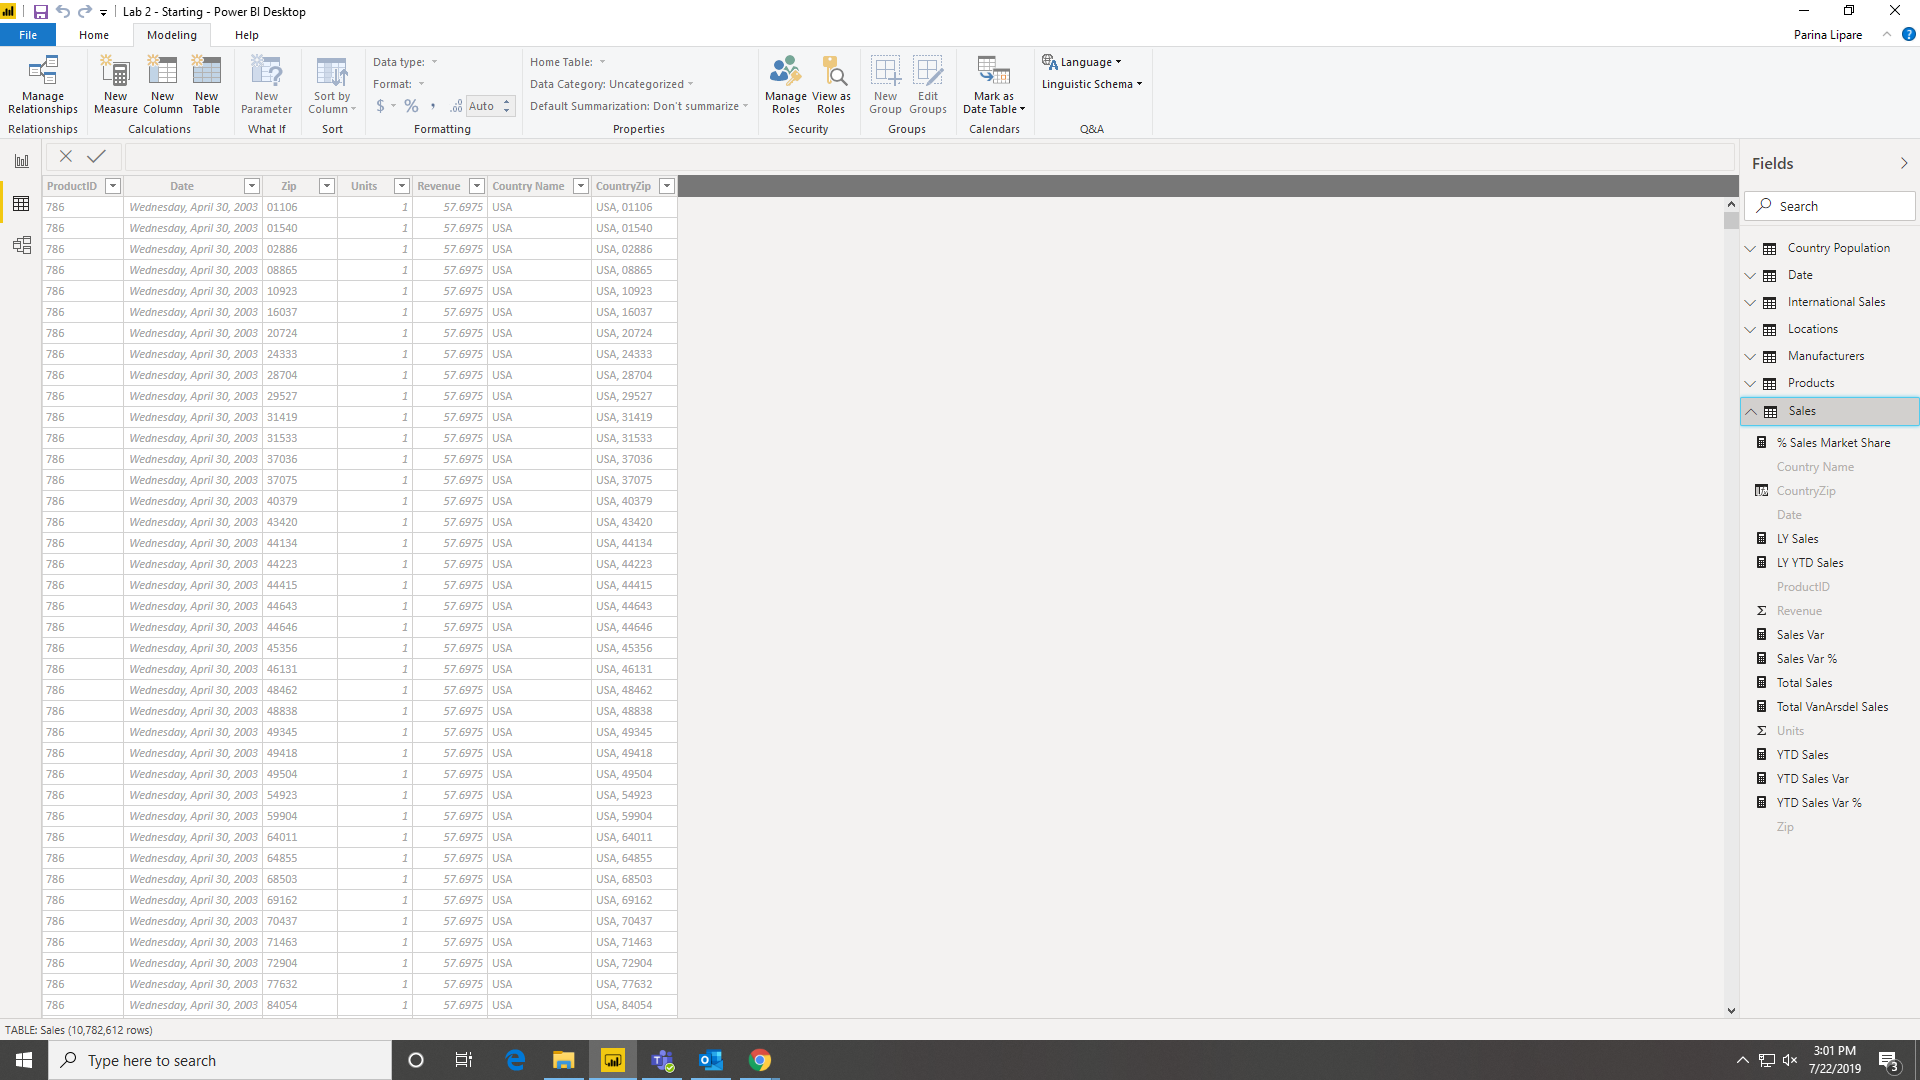 Lab 2 - Starting - Power BI Desktop
File Home Modeling Help Parina Lipare
Manage Relationships
New Measure
New Column
New Table
New Parameter
Sort by Column
Data type:
Format:
$ % , .00 Auto
Home Table:
Data Category: Uncategorized
Default Summarization: Don't summarize
Manage Roles
View as Roles
New Group
Edit Groups
Mark as Date Table
Language
Linguistic Schema
Relationships Calculations What If Sort Formatting Properties Security Groups Calendars Q&A
ProductID Date Zip Units Revenue Country Name CountryZip
786 Wednesday, April 30, 2003 01106 1 57.6975 USA USA, 01106
786 Wednesday, April 30, 2003 01540 1 57.6975 USA USA, 01540
786 Wednesday, April 30, 2003 02886 1 57.6975 USA USA, 02886
786 Wednesday, April 30, 2003 08865 1 57.6975 USA USA, 08865
786 Wednesday, April 30, 2003 10923 1 57.6975 USA USA, 10923
786 Wednesday, April 30, 2003 16037 1 57.6975 USA USA, 16037
786 Wednesday, April 30, 2003 20724 1 57.6975 USA USA, 20724
786 Wednesday, April 30, 2003 24333 1 57.6975 USA USA, 24333
786 Wednesday, April 30, 2003 28704 1 57.6975 USA USA, 28704
786 Wednesday, April 30, 2003 29527 1 57.6975 USA USA, 29527
786 Wednesday, April 30, 2003 31419 1 57.6975 USA USA, 31419
786 Wednesday, April 30, 2003 31533 1 57.6975 USA USA, 31533
786 Wednesday, April 30, 2003 37036 1 57.6975 USA USA, 37036
786 Wednesday, April 30, 2003 37075 1 57.6975 USA USA, 37075
786 Wednesday, April 30, 2003 40379 1 57.6975 USA USA, 40379
786 Wednesday, April 30, 2003 43420 1 57.6975 USA USA, 43420
786 Wednesday, April 30, 2003 44134 1 57.6975 USA USA, 44134
786 Wednesday, April 30, 2003 44223 1 57.6975 USA USA, 44223
786 Wednesday, April 30, 2003 44415 1 57.6975 USA USA, 44415
786 Wednesday, April 30, 2003 44643 1 57.6975 USA USA, 44643
786 Wednesday, April 30, 2003 44646 1 57.6975 USA USA, 44646
786 Wednesday, April 30, 2003 45356 1 57.6975 USA USA, 45356
786 Wednesday, April 30, 2003 46131 1 57.6975 USA USA, 46131
786 Wednesday, April 30, 2003 48462 1 57.6975 USA USA, 48462
786 Wednesday, April 30, 2003 48838 1 57.6975 USA USA, 48838
786 Wednesday, April 30, 2003 49345 1 57.6975 USA USA, 49345
786 Wednesday, April 30, 2003 49418 1 57.6975 USA USA, 49418
786 Wednesday, April 30, 2003 49504 1 57.6975 USA USA, 49504
786 Wednesday, April 30, 2003 54923 1 57.6975 USA USA, 54923
786 Wednesday, April 30, 2003 59904 1 57.6975 USA USA, 59904
786 Wednesday, April 30, 2003 64011 1 57.6975 USA USA, 64011
786 Wednesday, April 30, 2003 64855 1 57.6975 USA USA, 64855
786 Wednesday, April 30, 2003 68503 1 57.6975 USA USA, 68503
786 Wednesday, April 30, 2003 69162 1 57.6975 USA USA, 69162
786 Wednesday, April 30, 2003 70437 1 57.6975 USA USA, 70437
786 Wednesday, April 30, 2003 71463 1 57.6975 USA USA, 71463
786 Wednesday, April 30, 2003 72904 1 57.6975 USA USA, 72904
786 Wednesday, April 30, 2003 77632 1 57.6975 USA USA, 77632
786 Wednesday, April 30, 2003 84054 1 57.6975 USA USA, 84054
Fields
Search
Country Population
Date
International Sales
Locations
Manufacturers
Products
Sales
% Sales Market Share
Country Name
CountryZip
Date
LY Sales
LY YTD Sales
ProductID
Σ Revenue
Sales Var
Sales Var %
Total Sales
Total VanArsdel Sales
Σ Units
YTD Sales
YTD Sales Var
YTD Sales Var %
Zip
TABLE: Sales (10,782,612 rows)
Type here to search
3:01 PM
7/22/2019
3